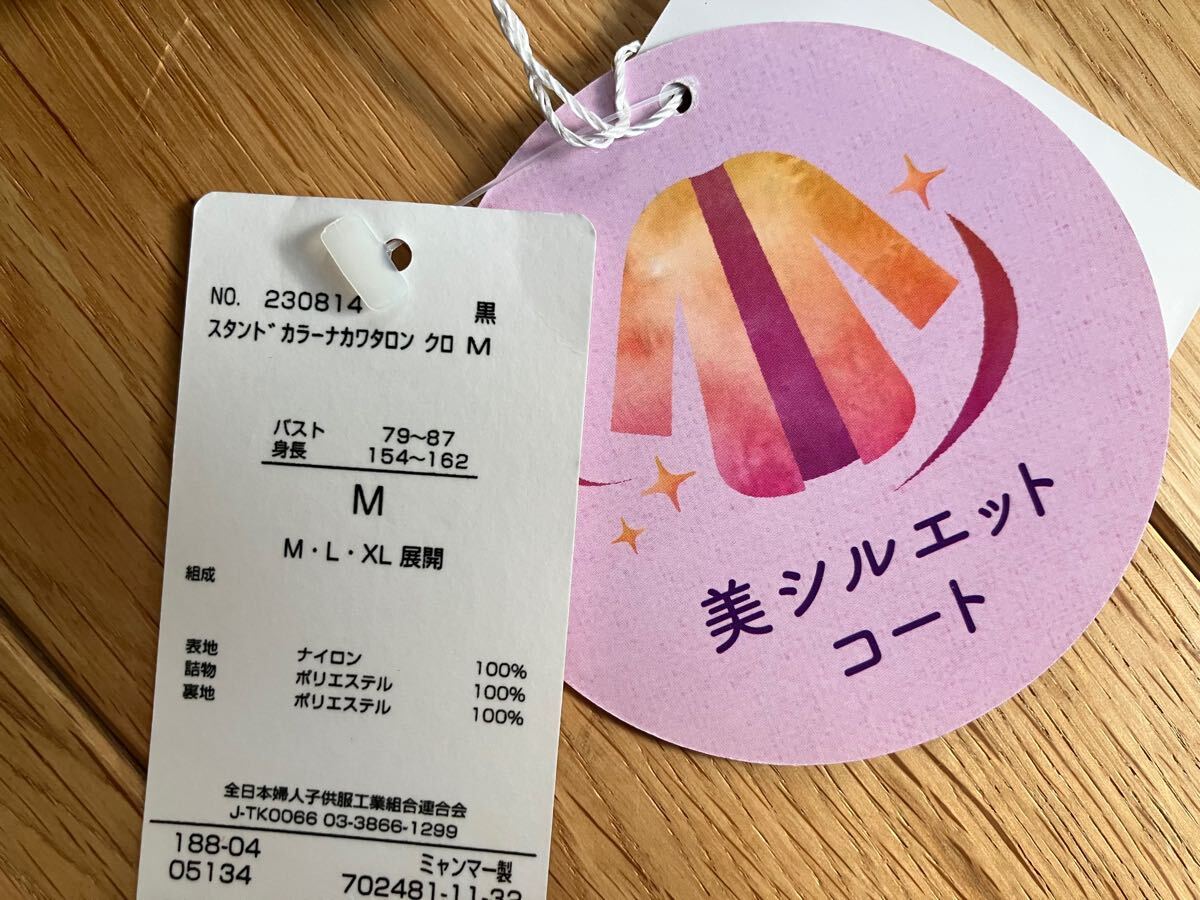 NO. 230814 黒
スタンドカラーナカワタロン クロ M
バスト 79~87
身長 154~162
M
M・L・XL 展開
組成
表地 ナイロン 100%
詰物 ポリエステル 100%
裏地 ポリエステル 100%
全日本婦人子供服工業組合連合会
J-TK0066 03-3866-1299
188-04 ミャンマー製
05134 702481-11-32
美シルエット
コート